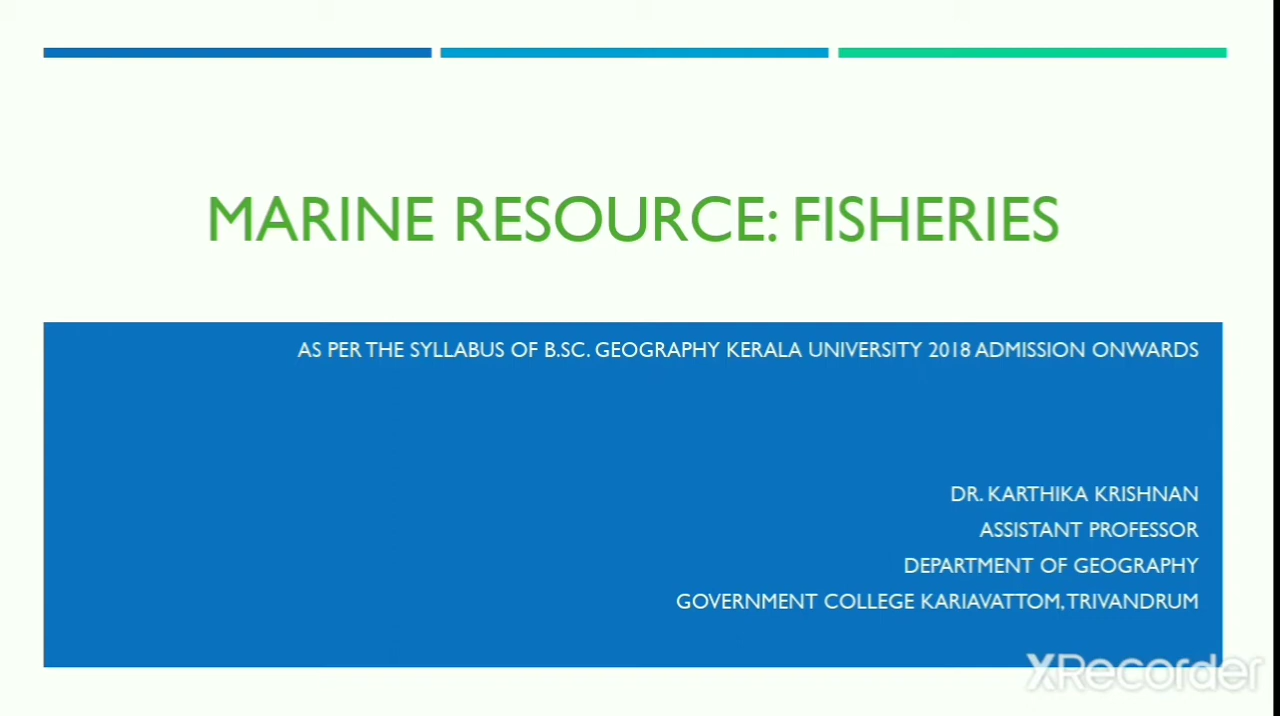 MARINE RESOURCE: FISHERIES
AS PER THE SYLLABUS OF B.SC. GEOGRAPHY KERALA UNIVERSITY 2018 ADMISSION ONWARDS
DR. KARTHIKA KRISHNAN
ASSISTANT PROFESSOR
DEPARTMENT OF GEOGRAPHY
GOVERNMENT COLLEGE KARIAVATTOM, TRIVANDRUM
XRecorder